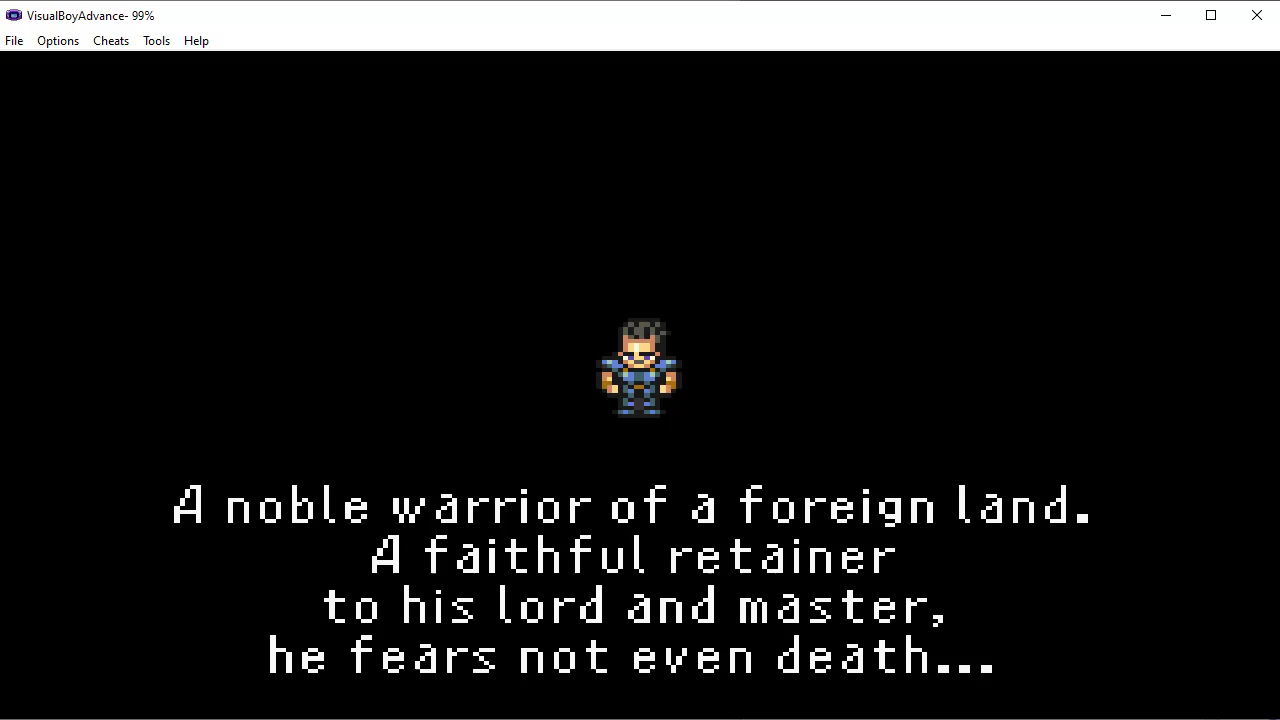 VisualBoyAdvance- 99%
File Options Cheats Tools Help
A noble warrior of a foreign land.
A faithful retainer
to his lord and master,
he fears not even death...